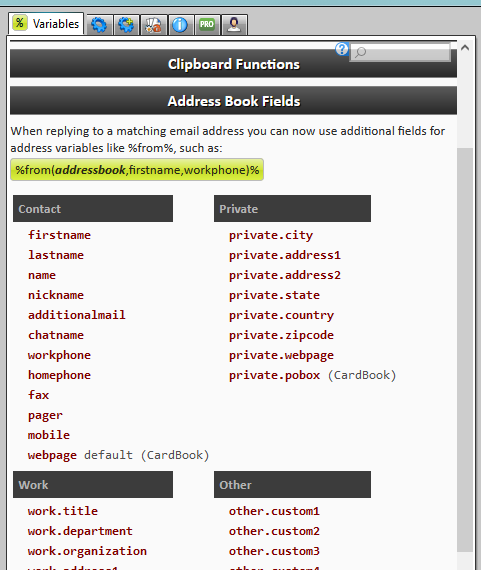 % Variables
PRO
?
Clipboard Functions
Address Book Fields
When replying to a matching email address you can now use additional fields for
address variables like %from%, such as:
%from(addressbook,firstname,workphone)%
Contact
firstname
lastname
name
nickname
additionalmail
chatname
workphone
homephone
fax
pager
mobile
webpage default (CardBook)
Private
private.city
private.address1
private.address2
private.state
private.country
private.zipcode
private.webpage
private.pobox (CardBook)
Work
work.title
work.department
work.organization
work.address1
Other
other.custom1
other.custom2
other.custom3
other.custom4